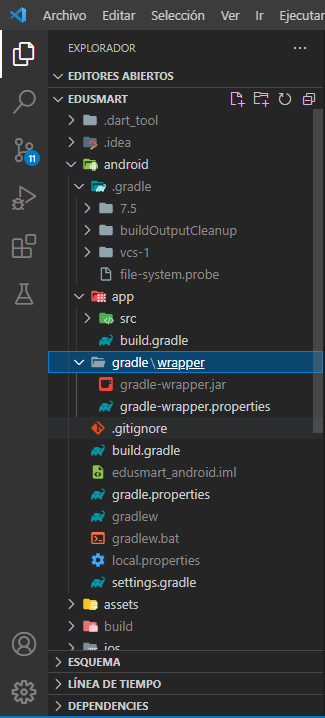 Archivo Editar Selección Ver Ir Ejecutar
EXPLORADOR
EDITORES ABIERTOS
EDUSMART
.dart_tool
.idea
android
.gradle
7.5
buildOutputCleanup
vcs-1
file-system.probe
app
src
build.gradle
gradle\wrapper
gradle-wrapper.jar
gradle-wrapper.properties
.gitignore
build.gradle
edusmart_android.iml
gradle.properties
gradlew
gradlew.bat
local.properties
settings.gradle
assets
build
ios
ESQUEMA
LÍNEA DE TIEMPO
DEPENDENCIES
11